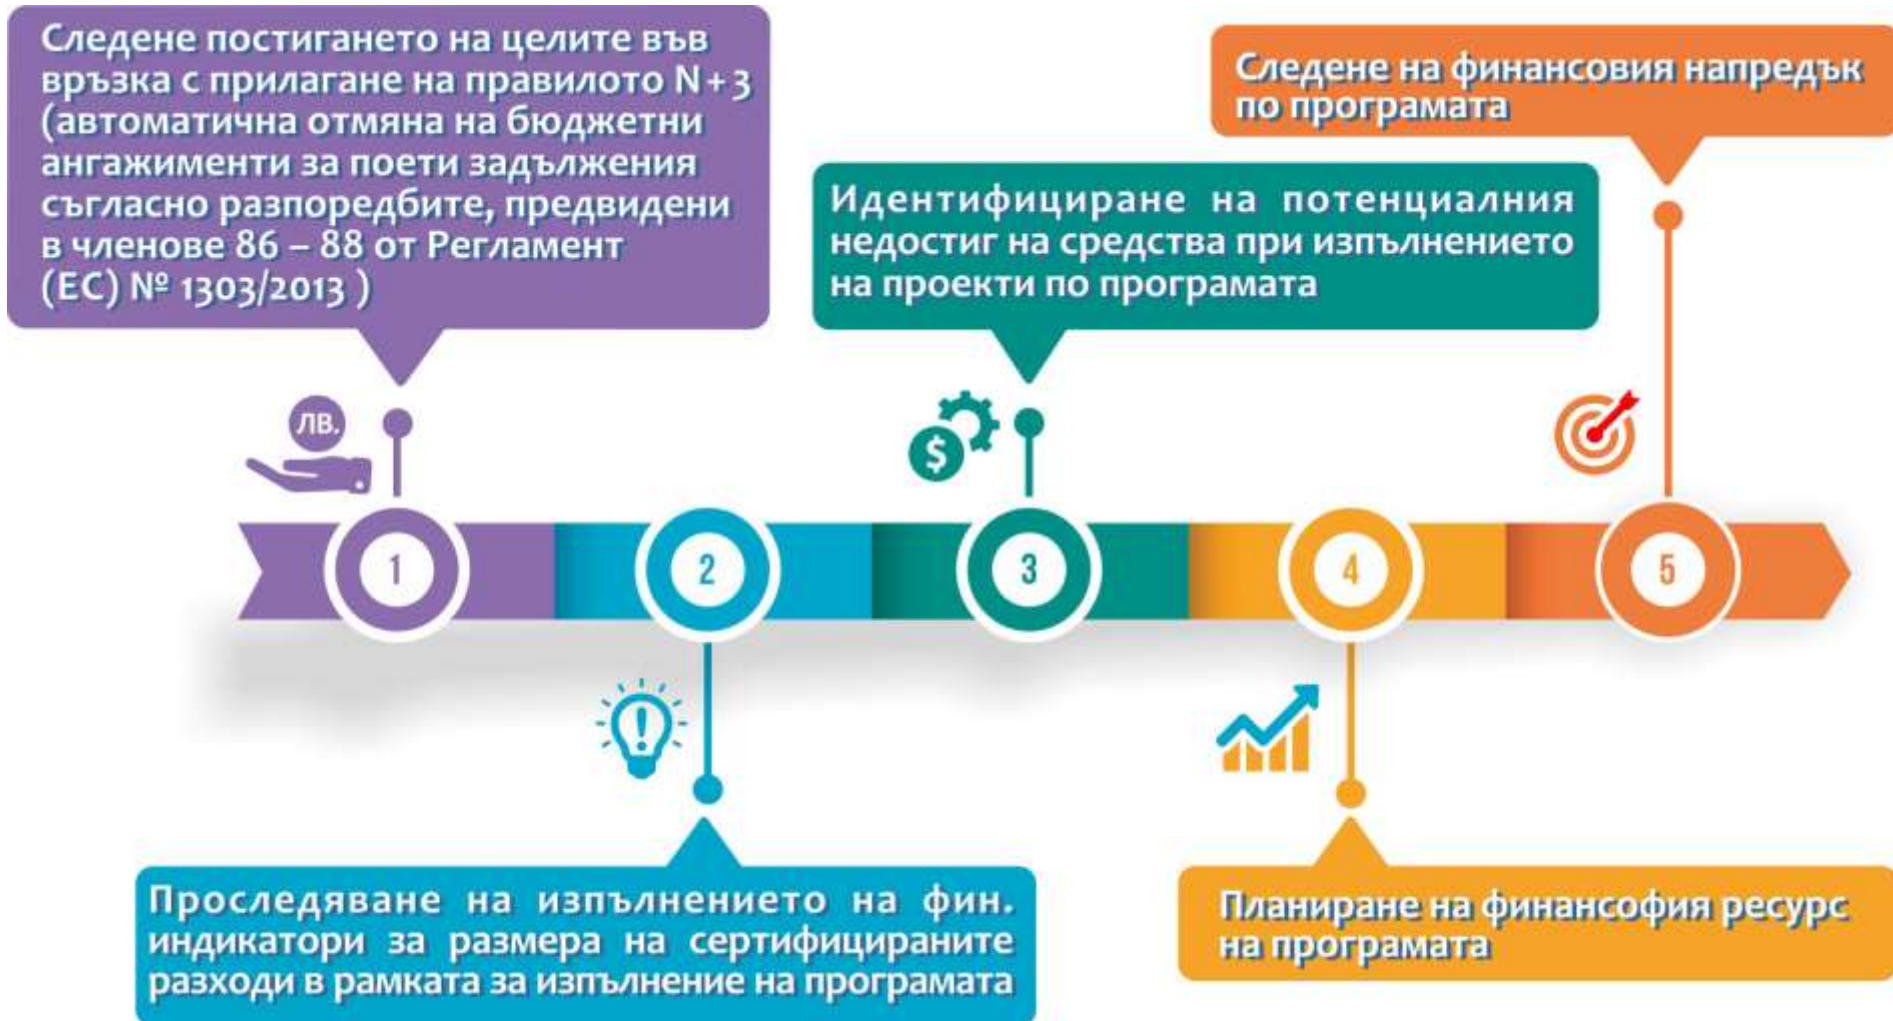 Следене постигането на целите във
връзка с прилагане на правилото N+3
(автоматична отмяна на бюджетни
ангажименти за поети задължения
съгласно разпоредбите, предвидени
в членове 86 – 88 от Регламент
(ЕС) № 1303/2013 )
Идентифициране на потенциалния
недостиг на средства при изпълнението
на проекти по програмата
Следене на финансовия напредък
по програмата
ЛВ.
$
1
2
3
4
5
Проследяване на изпълнението на фин.
индикатори за размера на сертифицираните
разходи в рамката за изпълнение на програмата
Планиране на финансофия ресурс
на програмата